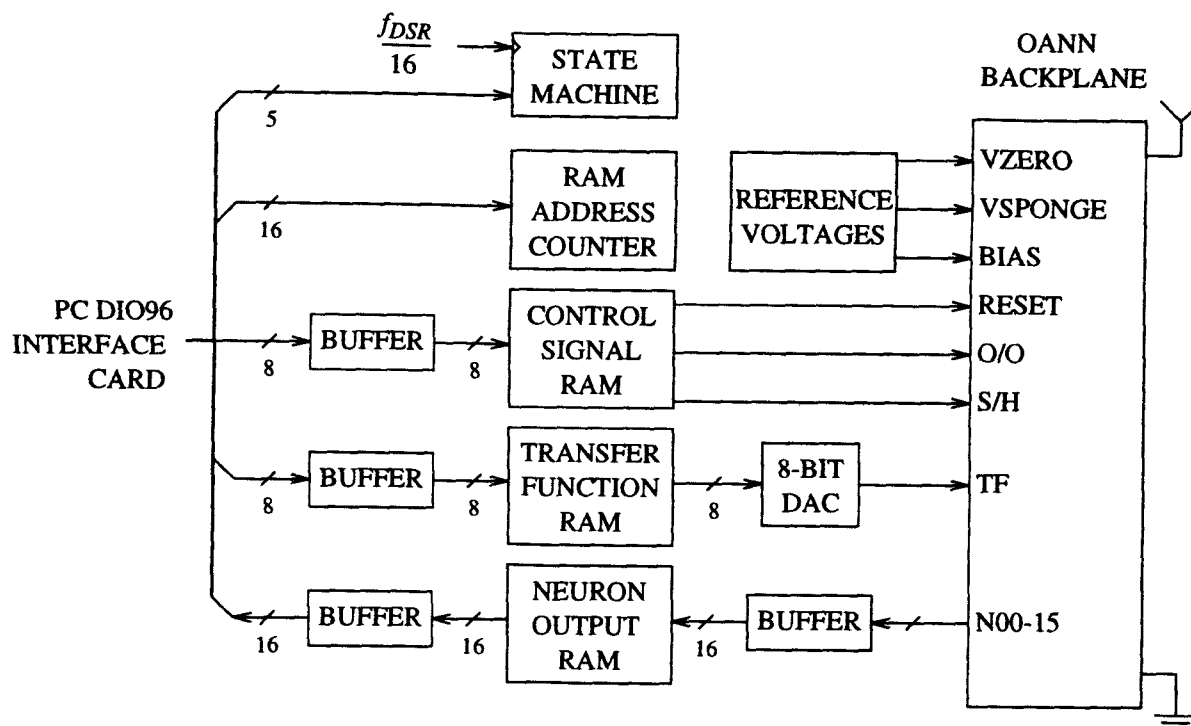 f_DSR
16
STATE
MACHINE
5
OANN
BACKPLANE
RAM
ADDRESS
COUNTER
16
REFERENCE
VOLTAGES
VZERO
VSPONGE
BIAS
PC DIO96
INTERFACE
CARD
8
BUFFER
8
CONTROL
SIGNAL
RAM
RESET
O/O
S/H
8
BUFFER
8
TRANSFER
FUNCTION
RAM
8
8-BIT
DAC
TF
16
BUFFER
16
NEURON
OUTPUT
RAM
16
BUFFER
N00-15